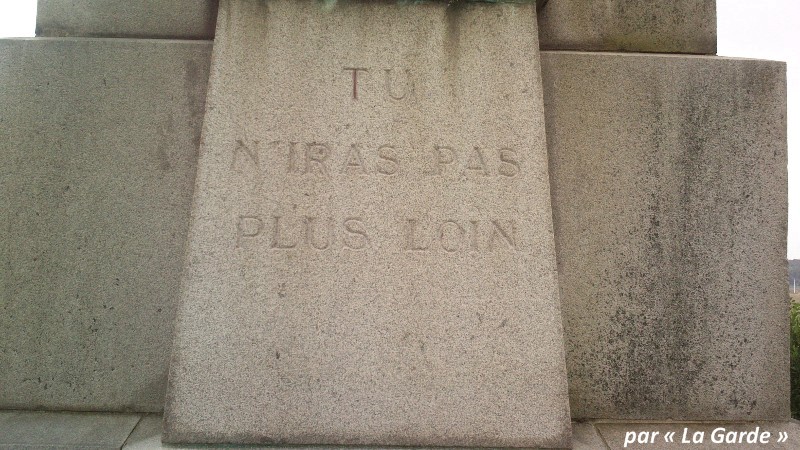 TU
N'IRAS PAS
PLUS LOIN
par « La Garde »